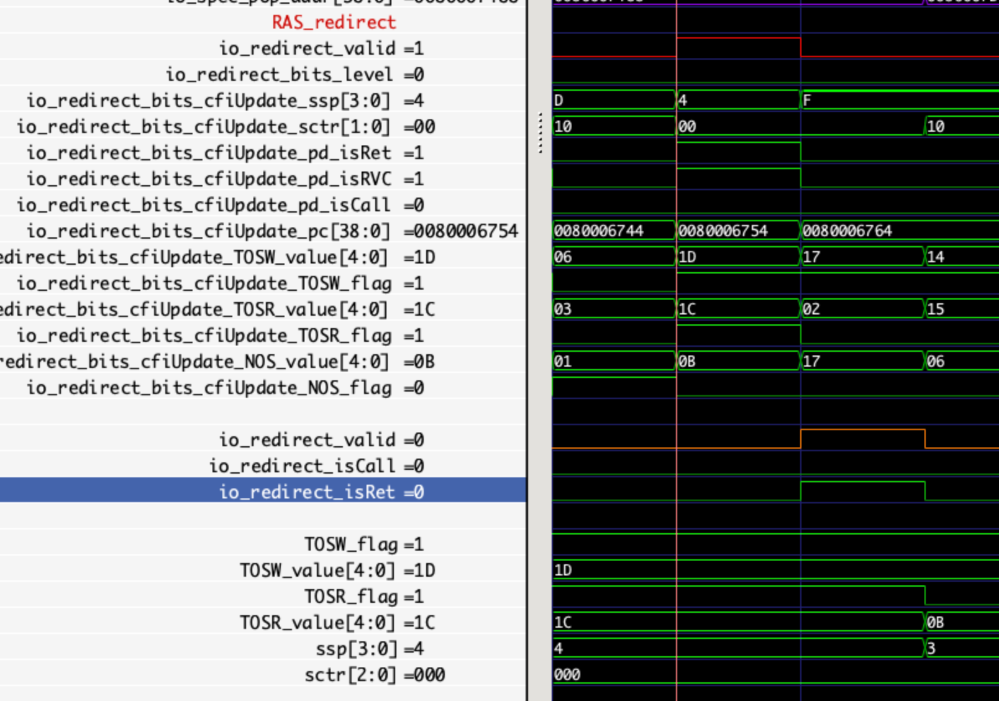 RAS_redirect
io_redirect_valid =1
io_redirect_bits_level =0
io_redirect_bits_cfiUpdate_ssp[3:0] =4 D 4 F
io_redirect_bits_cfiUpdate_sctr[1:0] =00 10 00 10
io_redirect_bits_cfiUpdate_pd_isRet =1
io_redirect_bits_cfiUpdate_pd_isRVC =1
io_redirect_bits_cfiUpdate_pd_isCall =0
io_redirect_bits_cfiUpdate_pc[38:0] =0080006754 0080006744 0080006754 0080006764
edirect_bits_cfiUpdate_TOSW_value[4:0] =1D 06 1D 17 14
io_redirect_bits_cfiUpdate_TOSW_flag =1
edirect_bits_cfiUpdate_TOSR_value[4:0] =1C 03 1C 02 15
io_redirect_bits_cfiUpdate_TOSR_flag =1
redirect_bits_cfiUpdate_NOS_value[4:0] =0B 01 0B 17 06
io_redirect_bits_cfiUpdate_NOS_flag =0
io_redirect_valid =0
io_redirect_isCall =0
io_redirect_isRet =0
TOSW_flag =1
TOSW_value[4:0] =1D 1D
TOSR_flag =1
TOSR_value[4:0] =1C 1C 0B
ssp[3:0] =4 4 3
sctr[2:0] =000 000